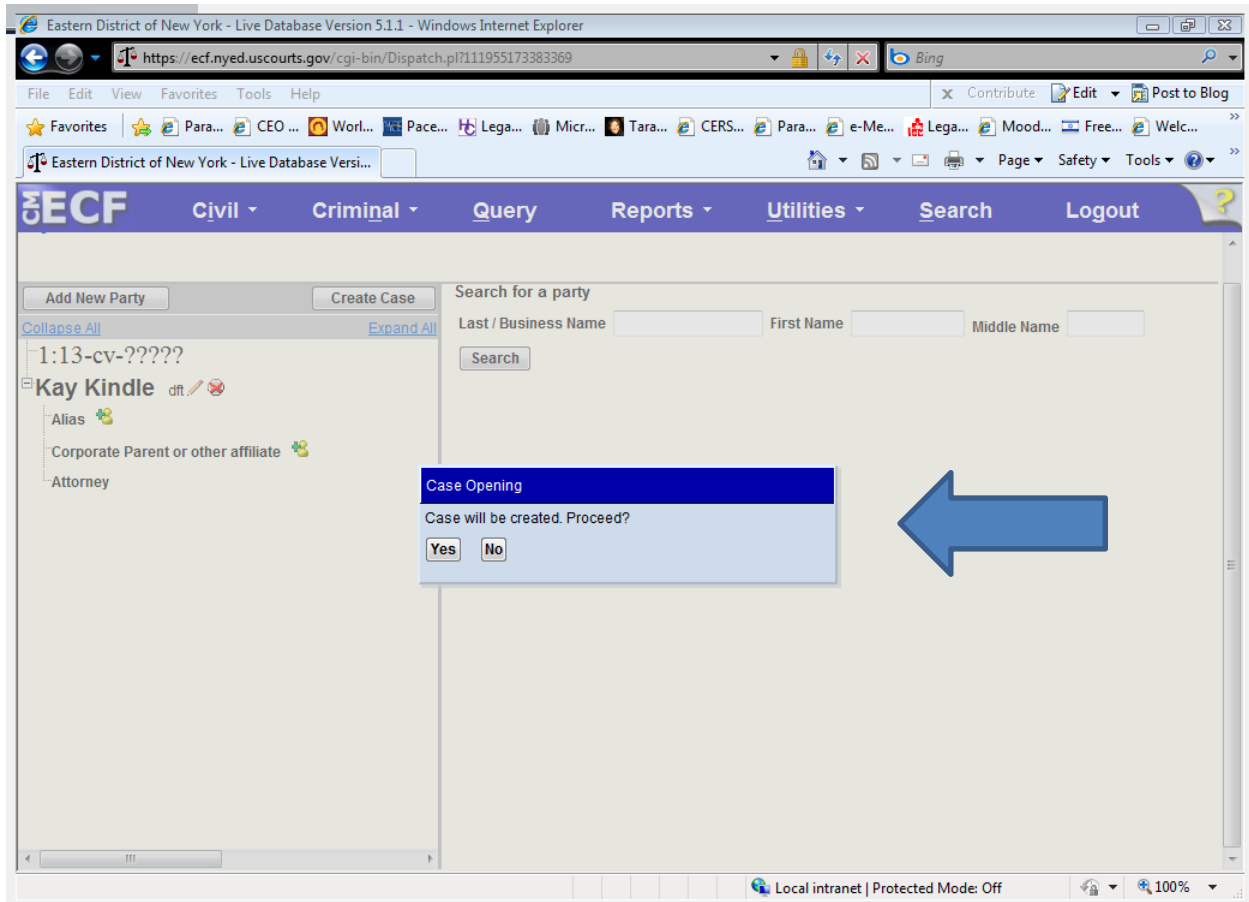 Eastern District of New York - Live Database Version 5.1.1 - Windows Internet Explorer
https://ecf.nyed.uscourts.gov/cgi-bin/Dispatch.pl?111955173383369
Bing
File Edit View Favorites Tools Help
x Contribute Edit Post to Blog
Favorites Para... CEO ... Worl... Pace... Lega... Micr... Tara... CERS... Para... e-Me... Lega... Mood... Free... Welc... »
Eastern District of New York - Live Database Versi... Page Safety Tools »
CM ECF Civil Criminal Query Reports Utilities Search Logout ?
Add New Party Create Case Search for a party
Collapse All Expand All Last / Business Name First Name Middle Name
1:13-cv-????? Search
Kay Kindle dft
Alias
Corporate Parent or other affiliate
Attorney
Case Opening
Case will be created. Proceed?
Yes No
Local intranet | Protected Mode: Off 100%